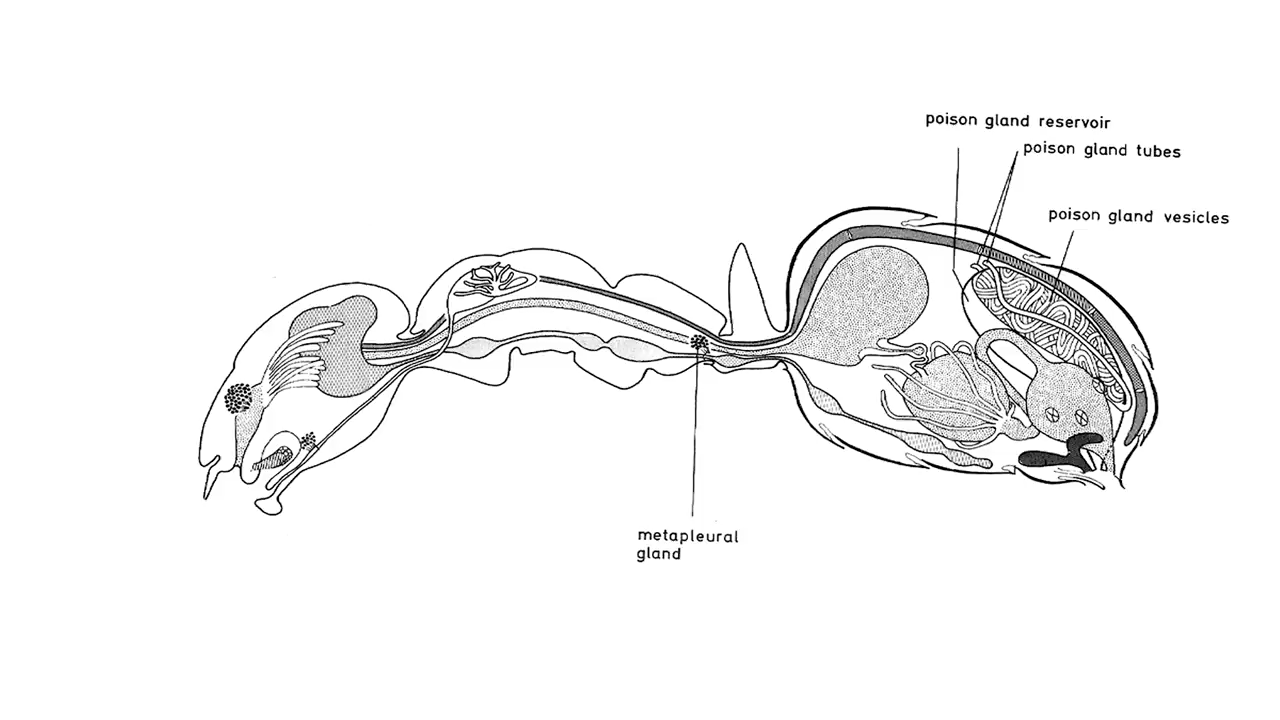 poison gland reservoir
poison gland tubes
poison gland vesicles
metapleural
gland